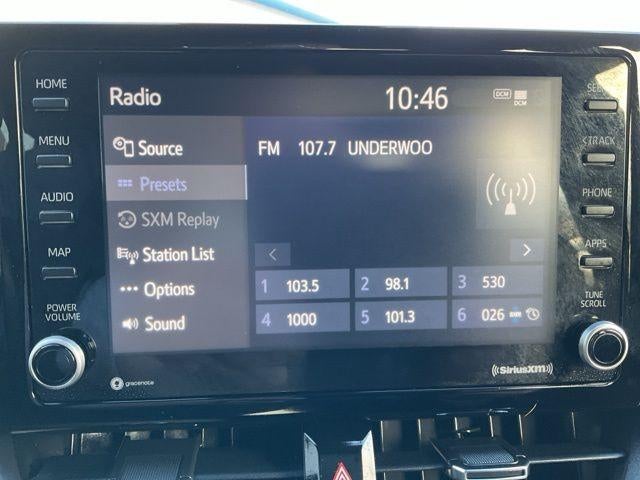 HOME
MENU
AUDIO
MAP
POWER
VOLUME
Radio
10:46
DCM
DCM
Source
Presets
SXM Replay
Station List
Options
Sound
FM 107.7 UNDERWOO
< >
1 103.5
2 98.1
3 530
4 1000
5 101.3
6 026 SXM
gracenote
((SiriusXM))
<TRACK
PHONE
APPS
TUNE
SCROLL